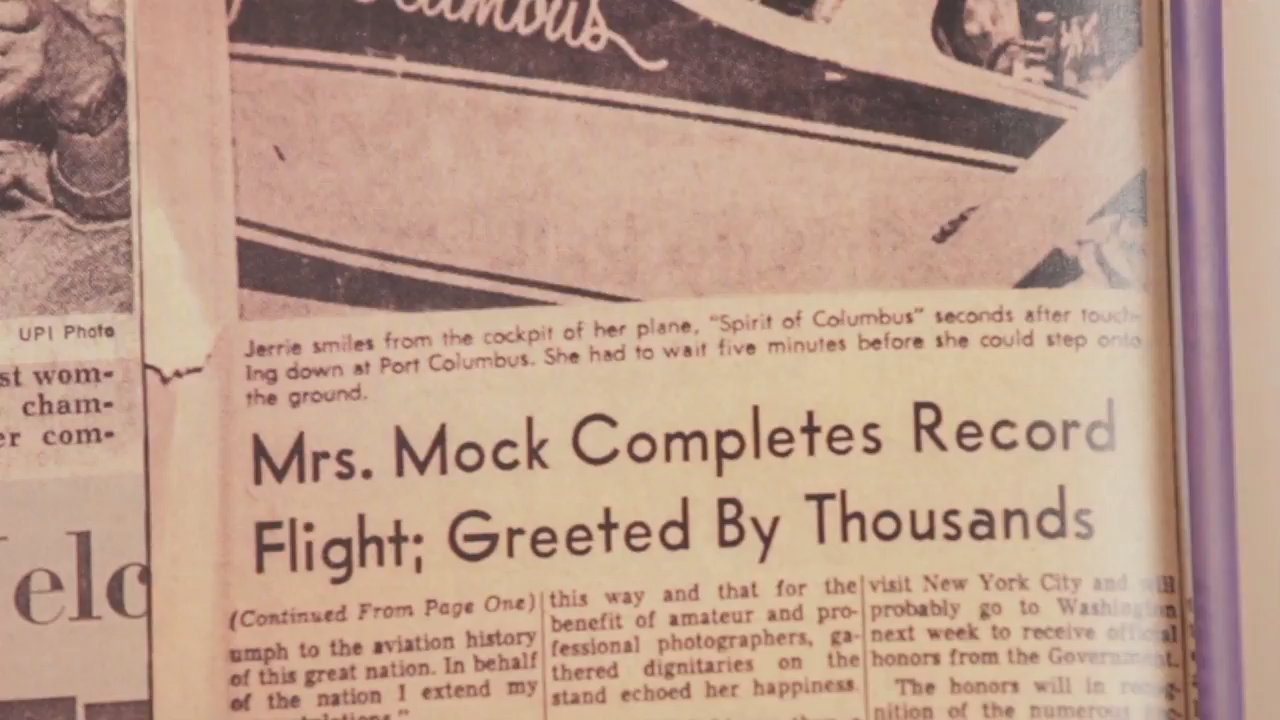 UPI Photo
st wom-
cham-
er com-
elc
Jerrie smiles from the cockpit of her plane, "Spirit of Columbus" seconds after touch-
ing down at Port Columbus. She had to wait five minutes before she could step onto
the ground.
Mrs. Mock Completes Record
Flight; Greeted By Thousands
(Continued From Page One)
umph to the aviation history
of this great nation. In behalf
of the nation I extend my
this way and that for the
benefit of amateur and pro-
fessional photographers, ga-
thered dignitaries on the
stand echoed her happiness.
visit New York City and will
probably go to Washington
next week to receive official
honors from the Government.
The honors will in recog-
nition of the numerous